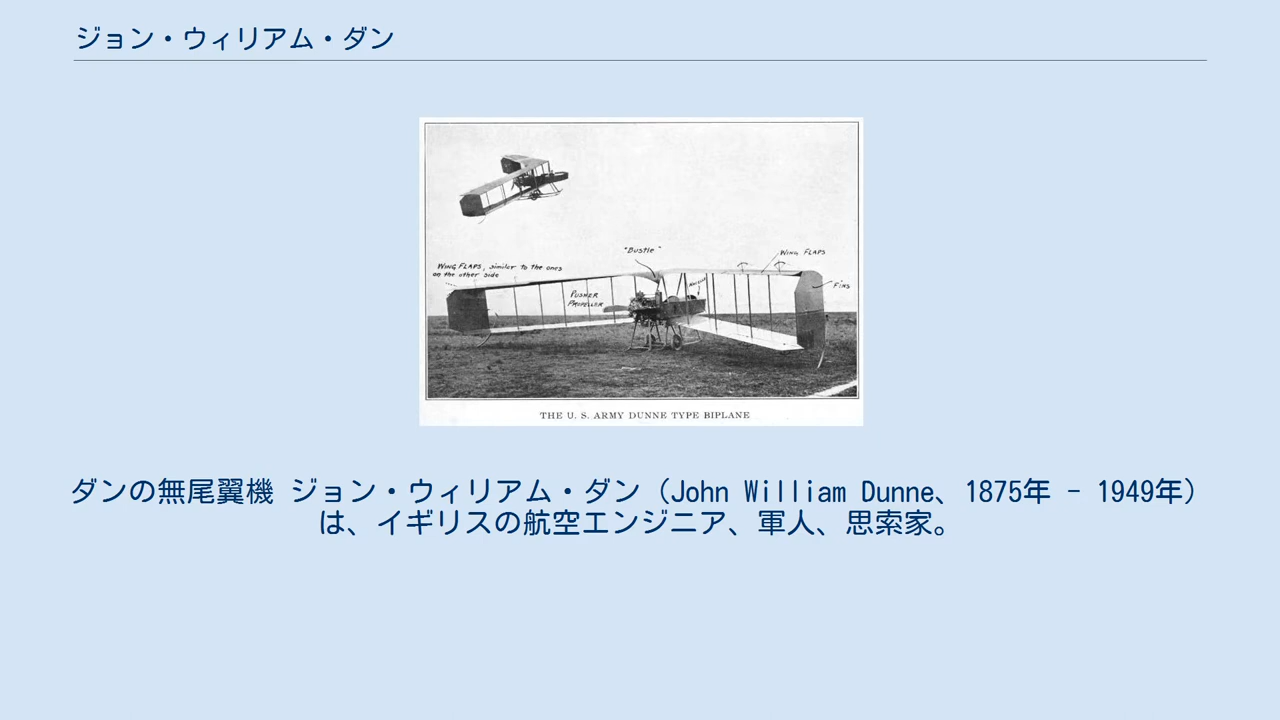 ジョン・ウィリアム・ダン
"Bustle"
WING FLAPS
WING FLAPS, similar to the ones
on the other side
FINS
PUSHER
PROPELLER
THE U. S. ARMY DUNNE TYPE BIPLANE
ダンの無尾翼機 ジョン・ウィリアム・ダン（John William Dunne、1875年 - 1949年）
は、イギリスの航空エンジニア、軍人、思索家。